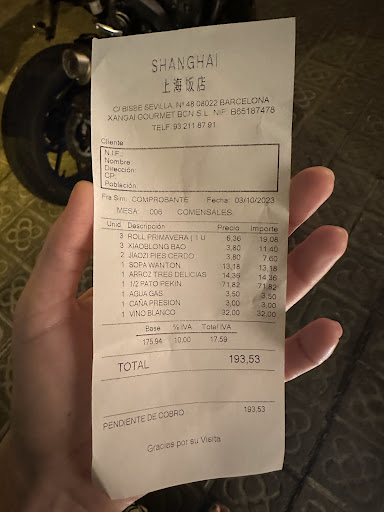 SHANGHAI
上海饭店
C/ BISBE SEVILLA, Nº 48 08022 BARCELONA
XANGAI GOURMET BCN S.L. NIF: B65187478
TELF. 93 211 87 91
Cliente
N.I.F.:
Nombre:
Dirección:
CP:
Población:
Fra.Sim. COMPROBANTE Fecha: 03/10/2023
MESA 006 COMENSALES:
Unid. Descripción Precio Importe
3 ROLL PRIMAVERA ( 1 U 6,36 19,08
3 XIAOBLONG BAO 3,80 11,40
2 JIAOZI PIES CERDO 3,80 7,60
1 SOPA WANTON 13,18 13,18
1 ARROZ TRES DELICIAS 14,36 14,36
1 1/2 PATO PEKIN 71,82 71,82
1 AGUA GAS 3,50 3,50
1 CAÑA PRESION 3,00 3,00
1 VINO BLANCO 32,00 32,00
Base % IVA Total IVA
175,94 10,00 17,59
TOTAL 193,53
PENDIENTE DE COBRO 193,53
Gracias por su Visita